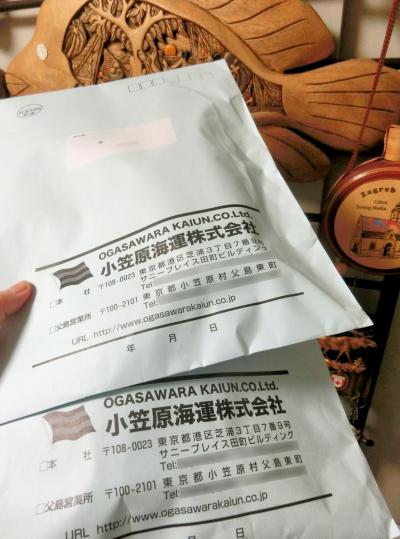 OGASAWARA KAIUN.CO.Ltd.
小笠原海運株式会社
□本 社 〒108-0023 東京都港区芝浦3丁目7番9号
サニープレイス田町ビルディング
Tel:
□父島営業所 〒100-2101 東京都小笠原村父島東町
Tel:
URL http://www.ogasawarakaiun.co.jp
年 月 日
Zagreb
OGASAWARA KAIUN.CO.Ltd.
小笠原海運株式会社
□本 社 〒108-0023 東京都港区芝浦3丁目7番9号
サニープレイス田町ビルディング
Tel:
□父島営業所 〒100-2101 東京都小笠原村父島東町
Tel:
URL http://www.ogasawarakaiun.co.jp
月 日